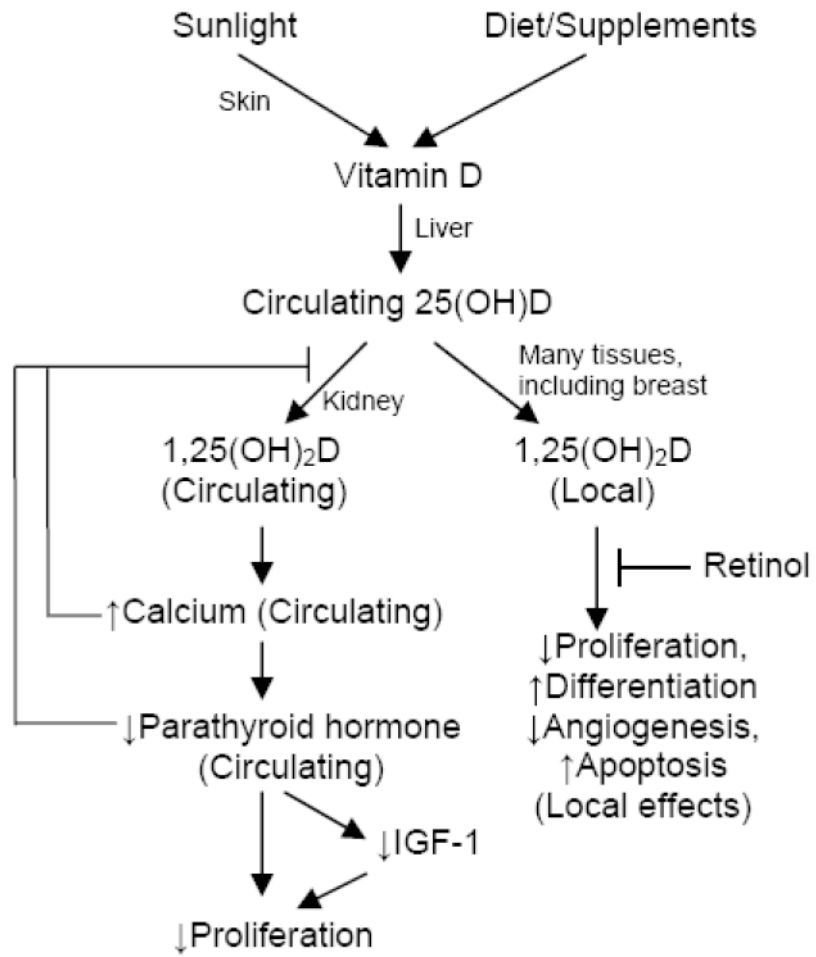 Sunlight
Diet/Supplements
Skin
Vitamin D
Liver
Circulating 25(OH)D
Many tissues,
including breast
Kidney
1,25(OH)₂D
(Circulating)
1,25(OH)₂D
(Local)
Retinol
↑Calcium (Circulating)
↓Proliferation,
↑Differentiation
↓Angiogenesis,
↑Apoptosis
(Local effects)
↓Parathyroid hormone
(Circulating)
↓IGF-1
↓Proliferation